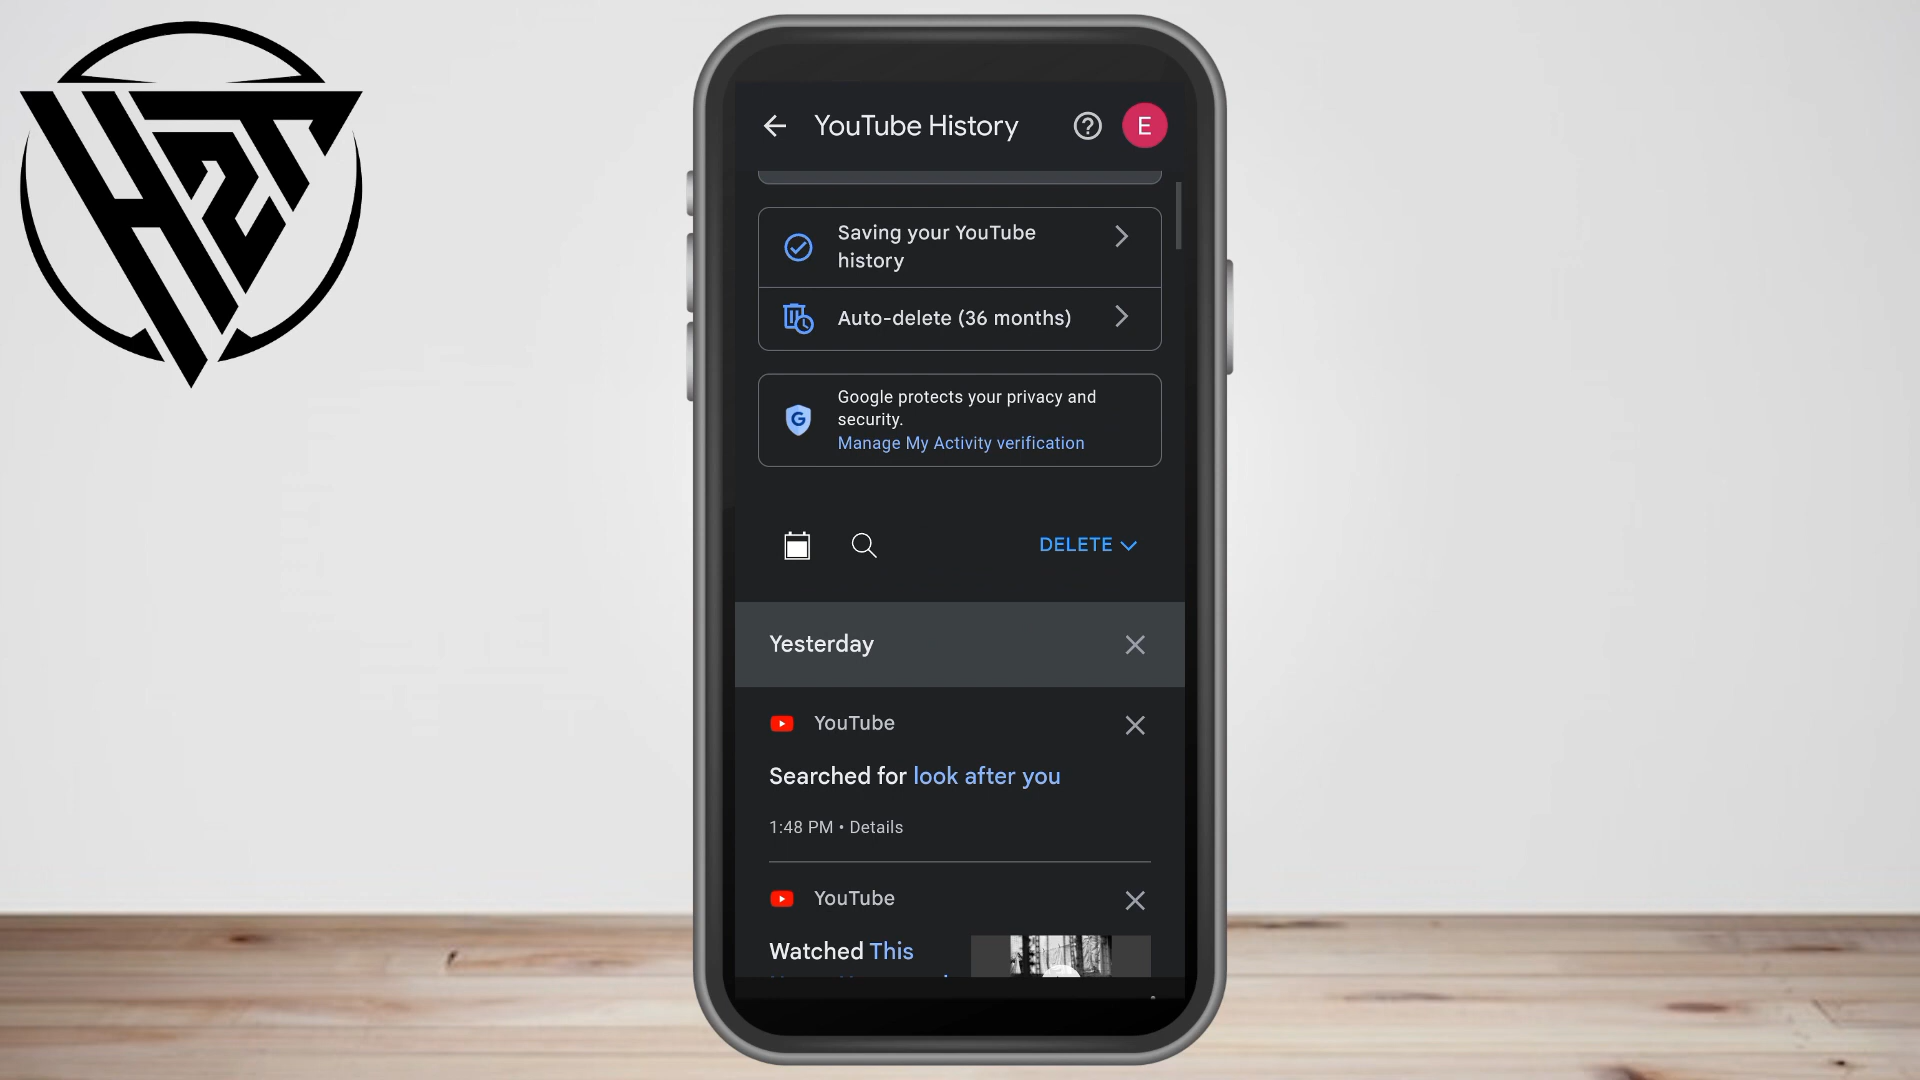 H2T
YouTube History
E
Saving your YouTube
history
Auto-delete (36 months)
Google protects your privacy and
security.
Manage My Activity verification
DELETE
Yesterday
YouTube
Searched for look after you
1:48 PM • Details
YouTube
Watched This